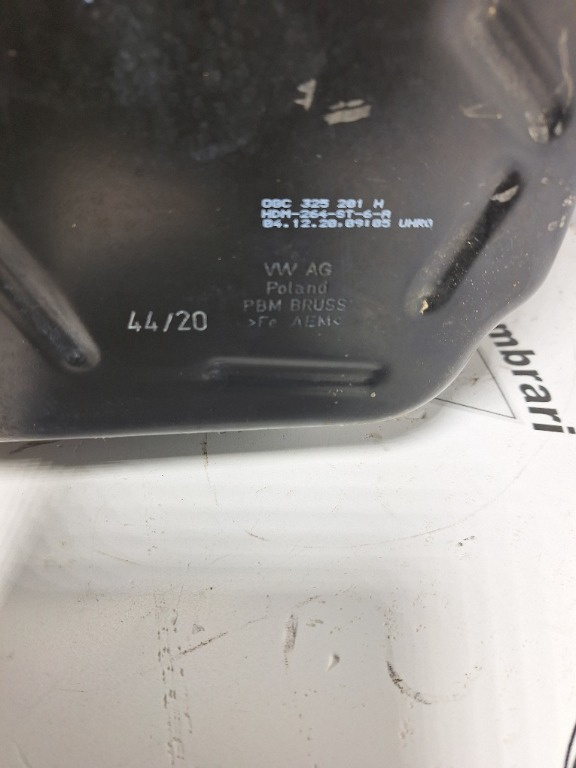 08C 325 201 H
HDM-264-ST-6-A
04.12.20.09:05 UHR0
VW AG
Poland
PBM BRUSS
44/20
>Fe AEM<
mbrari